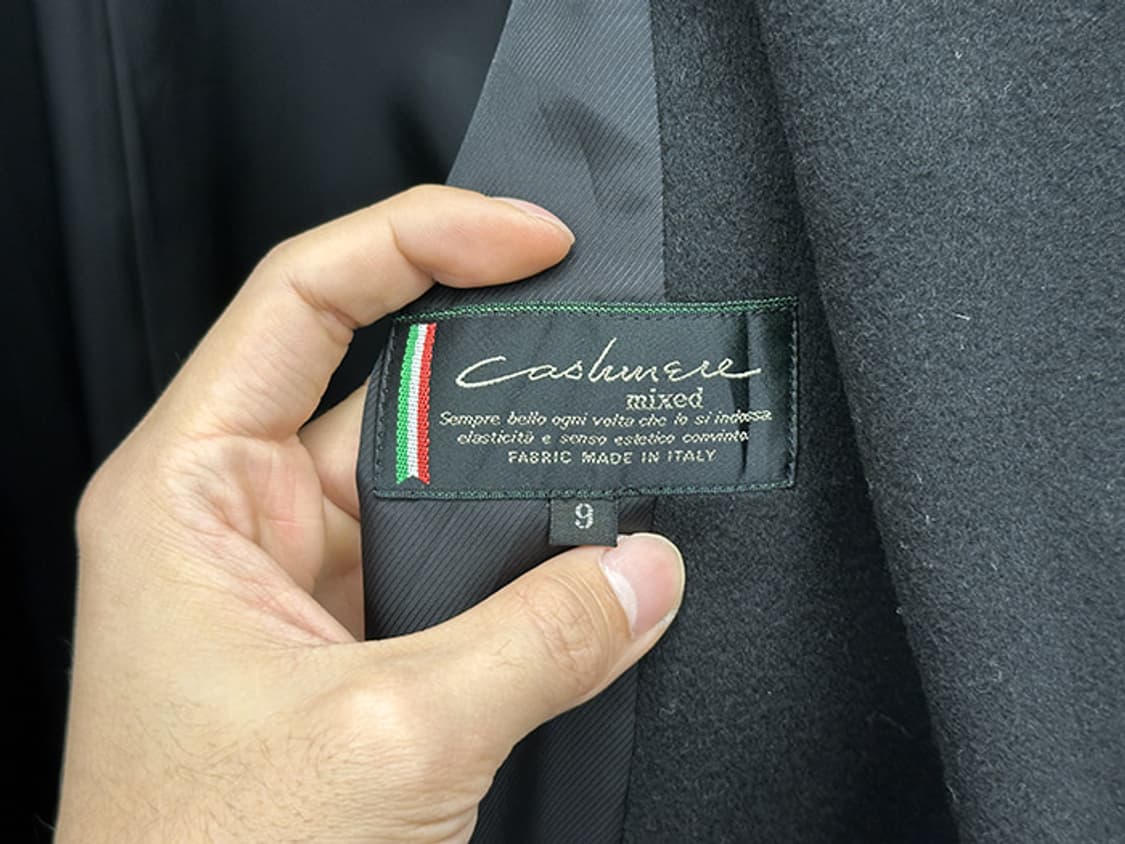 Cashmere
mixed
Sempre bello ogni volta che lo si indossa
elasticità e senso estetico convinto
FABRIC MADE IN ITALY
9